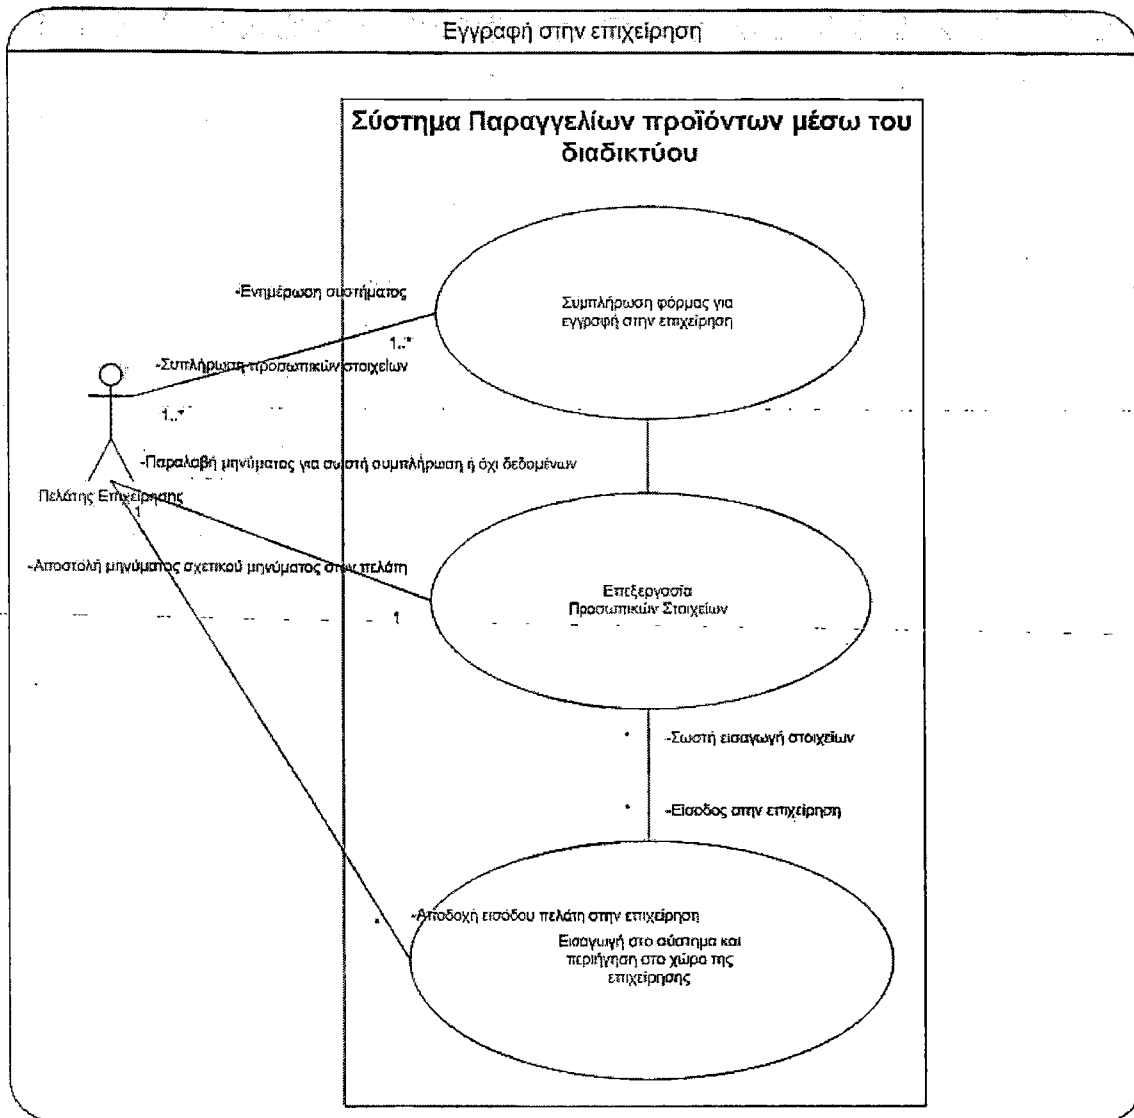 Εγγραφή στην επιχείρηση
Σύστημα Παραγγελίων προϊόντων μέσω του
διαδικτύου
-Ενημέρωση συστήματος
Συμπλήρωση φόρμας για
εγγραφή στην επιχείρηση
1..*
-Συπλήρωση προσωπικών στοιχείων
1..*
-Παραλαβή μηνύματος για σωστή συμπλήρωση ή όχι δεδομένων
Πελάτης Επιχείρησης
1
-Αποστολή μηνύματος σχετικού μηνύματος στον πελάτη
Επεξεργασία
Προσωπικών Στοιχείων
1
*
-Σωστή εισαγωγή στοιχείων
*
-Είσοδος στην επιχείρηση
*
-Αποδοχή εισόδου πελάτη στην επιχείρηση
Εισαγωγή στο σύστημα και
περιήγηση στο χώρο της
επιχείρησης